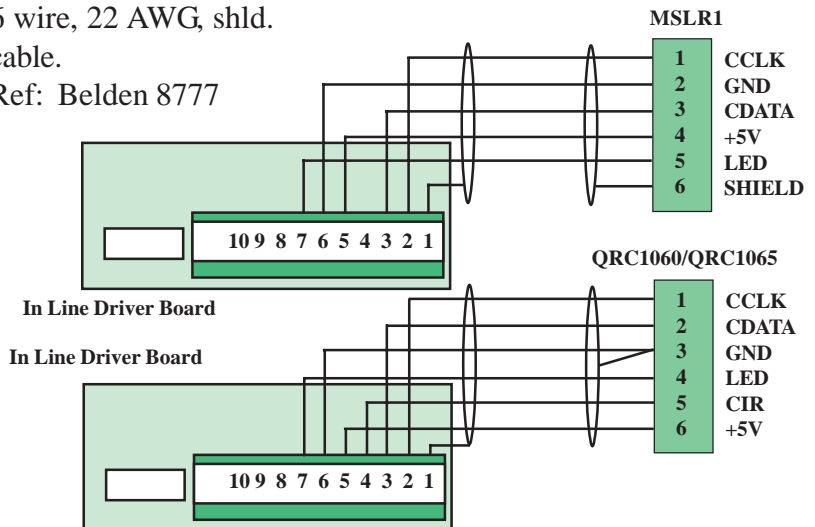 6 wire, 22 AWG, shld.
cable.
Ref: Belden 8777
MSLR1
1 CCLK
2 GND
3 CDATA
4 +5V
5 LED
6 SHIELD
10 9 8 7 6 5 4 3 2 1
In Line Driver Board
QRC1060/QRC1065
1 CCLK
2 CDATA
3 GND
4 LED
5 CIR
6 +5V
In Line Driver Board
10 9 8 7 6 5 4 3 2 1